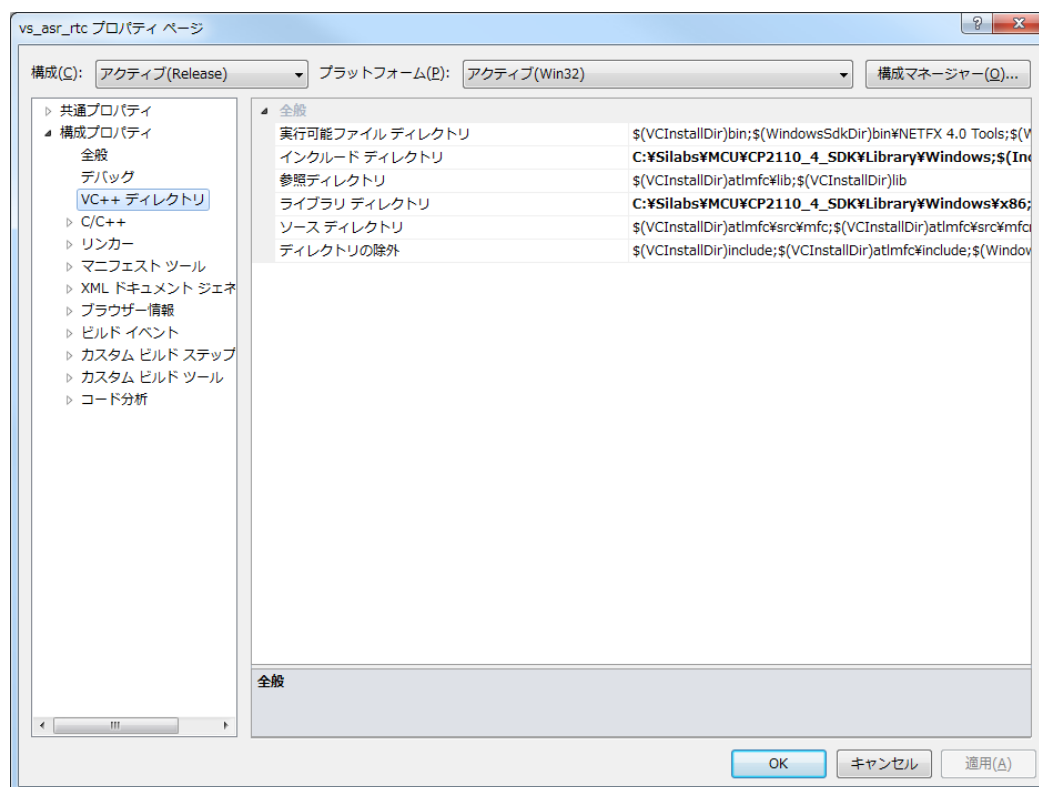 vs_asr_rtc プロパティ ページ
構成(C): アクティブ(Release) プラットフォーム(P): アクティブ(Win32) 構成マネージャー(O)...
共通プロパティ
構成プロパティ
全般
デバッグ
VC++ ディレクトリ
C/C++
リンカー
マニフェスト ツール
XML ドキュメント ジェネ
ブラウザー情報
ビルド イベント
カスタム ビルド ステップ
カスタム ビルド ツール
コード分析
全般
実行可能ファイル ディレクトリ $(VCInstallDir)bin;$(WindowsSdkDir)bin¥NETFX 4.0 Tools;$(W
インクルード ディレクトリ C:¥Silabs¥MCU¥CP2110_4_SDK¥Library¥Windows;$(Inc
参照ディレクトリ $(VCInstallDir)atlmfc¥lib;$(VCInstallDir)lib
ライブラリ ディレクトリ C:¥Silabs¥MCU¥CP2110_4_SDK¥Library¥Windows¥x86;
ソース ディレクトリ $(VCInstallDir)atlmfc¥src¥mfc;$(VCInstallDir)atlmfc¥src¥mfcm
ディレクトリの除外 $(VCInstallDir)include;$(VCInstallDir)atlmfc¥include;$(Window
全般
OK キャンセル 適用(A)